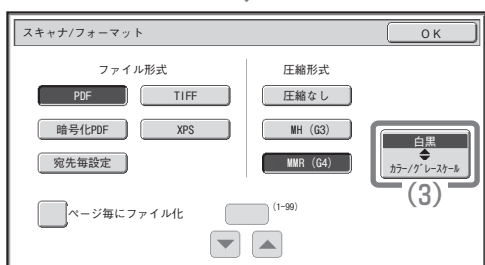 スキャナ/フォーマット
OK
ファイル形式
圧縮形式
PDF
TIFF
圧縮なし
暗号化PDF
XPS
MH (G3)
白黒
カラー/グレースケール
宛先毎設定
MMR (G4)
(3)
ページ毎にファイル化
(1-99)